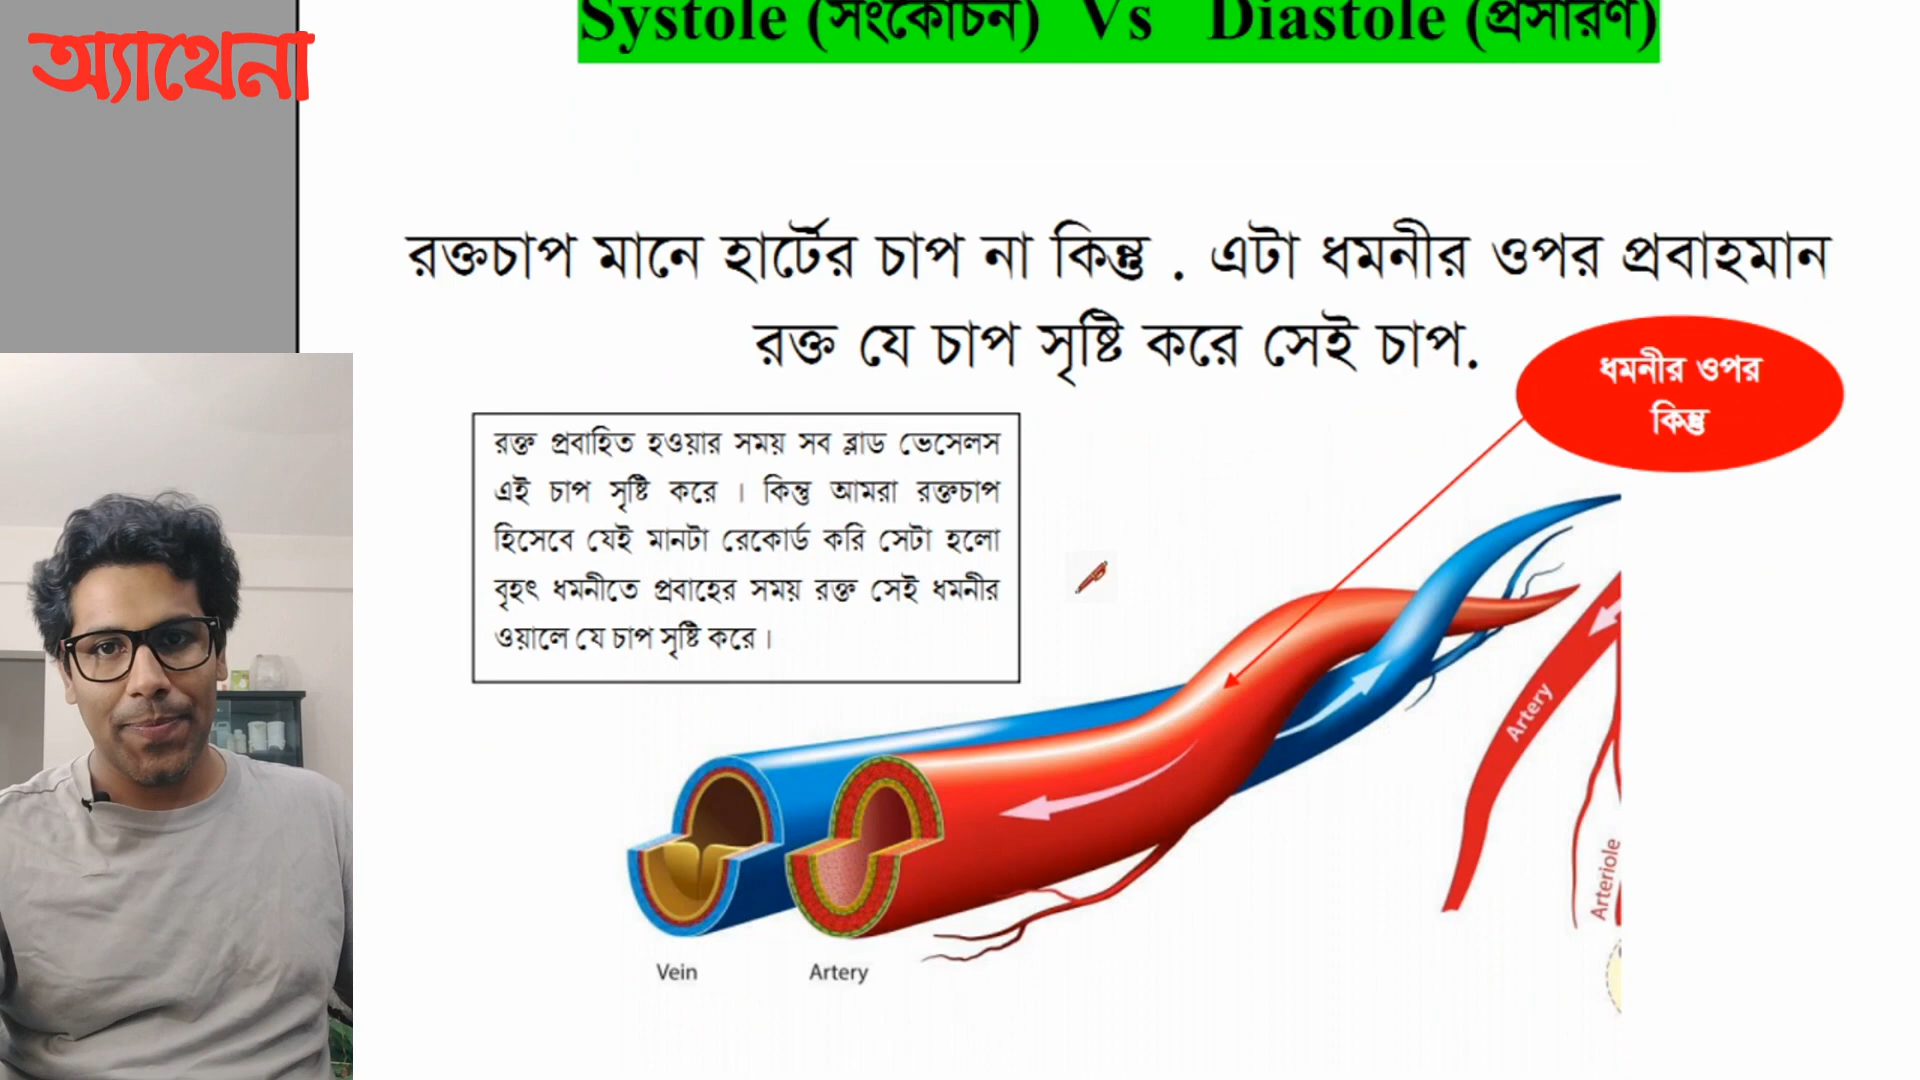 Systole (সংকোচন) Vs Diastole (প্রসারণ)
অ্যাথেনা
রক্তচাপ মানে হার্টের চাপ না কিন্তু . এটা ধমনীর ওপর প্রবাহমান
রক্ত যে চাপ সৃষ্টি করে সেই চাপ.
ধমনীর ওপর
কিন্তু
রক্ত প্রবাহিত হওয়ার সময় সব ব্লাড ভেসেলস
এই চাপ সৃষ্টি করে । কিন্তু আমরা রক্তচাপ
হিসেবে যেই মানটা রেকোর্ড করি সেটা হলো
বৃহৎ ধমনীতে প্রবাহের সময় রক্ত সেই ধমনীর
ওয়ালে যে চাপ সৃষ্টি করে।
Artery
Arteriole
Vein
Artery